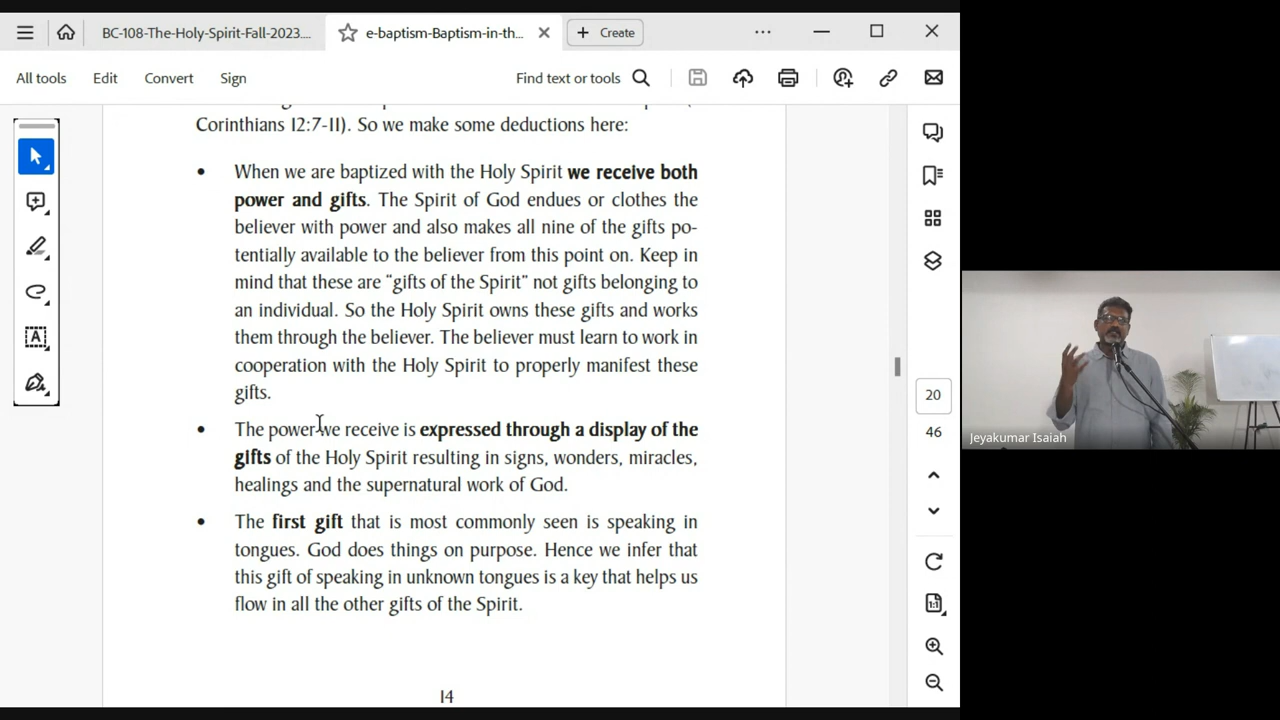 BC-108-The-Holy-Spirit-Fall-2023....
e-baptism-Baptism-in-th...
Create
All tools
Edit
Convert
Sign
Find text or tools
Corinthians 12:7-11). So we make some deductions here:
• When we are baptized with the Holy Spirit we receive both
power and gifts. The Spirit of God endues or clothes the
believer with power and also makes all nine of the gifts po-
tentially available to the believer from this point on. Keep in
mind that these are "gifts of the Spirit" not gifts belonging to
an individual. So the Holy Spirit owns these gifts and works
them through the believer. The believer must learn to work in
cooperation with the Holy Spirit to properly manifest these
gifts.
• The power we receive is expressed through a display of the
gifts of the Holy Spirit resulting in signs, wonders, miracles,
healings and the supernatural work of God.
• The first gift that is most commonly seen is speaking in
tongues. God does things on purpose. Hence we infer that
this gift of speaking in unknown tongues is a key that helps us
flow in all the other gifts of the Spirit.
14
20
46
1:1
Jeyakumar Isaiah